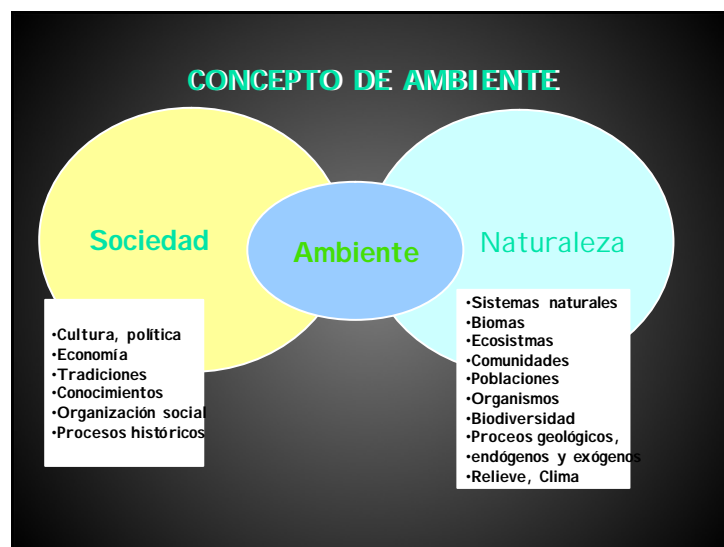 CONCEPTO DE AMBIENTE
Sociedad
Ambiente
Naturaleza
•Cultura, política
•Economía
•Tradiciones
•Conocimientos
•Organización social
•Procesos históricos
•Sistemas naturales
•Biomas
•Ecosistmas
•Comunidades
•Poblaciones
•Organismos
•Biodiversidad
•Proceos geológicos,
•endógenos y exógenos
•Relieve, Clima